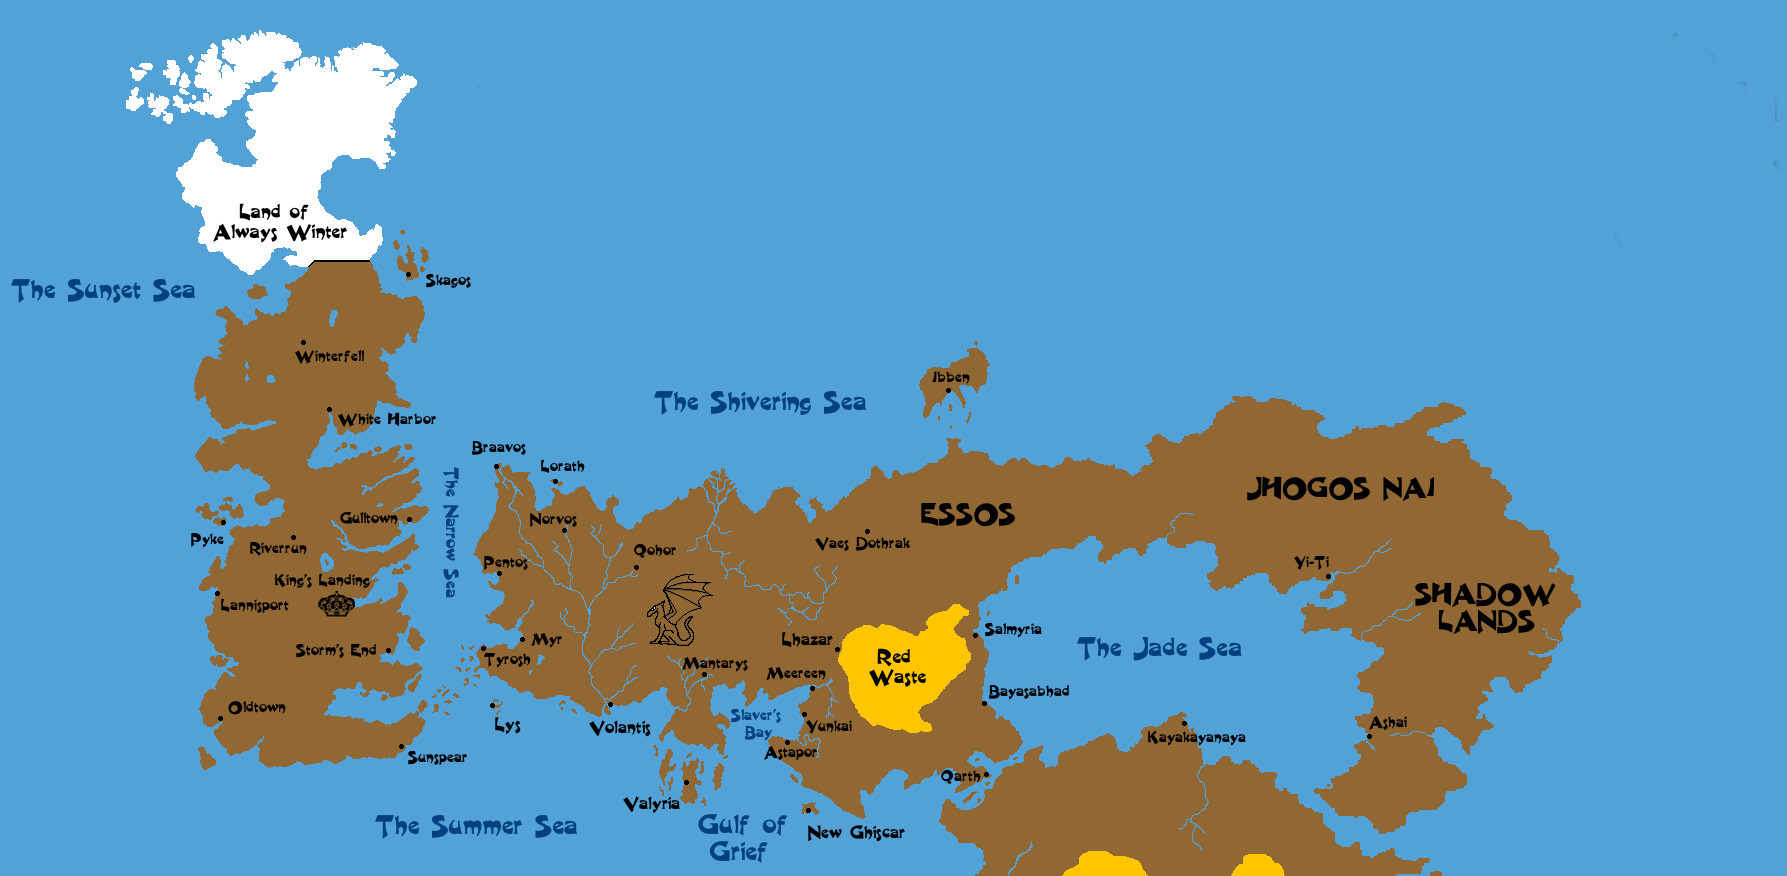 Land of
Always Winter
The Sunset Sea
Skagos
Winterfell
White Harbor
The Shivering Sea
Ibben
Braavos
Lorath
The Narrow Sea
Gulltown
Pyke
Riverrun
King's Landing
Lannisport
Storm's End
Oldtown
Sunspear
Norvos
Qohor
Pentos
Myr
Tyrosh
Lys
Volantis
Mantarys
Vaes Dothrak
ESSOS
JHOGOS NAI
Yi-Ti
SHADOW
LANDS
Lhazar
Meereen
Red
Waste
Salmyria
The Jade Sea
Bayasabhad
Slaver's
Bay
Yunkai
Astapor
Kayakayanaya
Ashai
Qarth
Valyria
The Summer Sea
Gulf of
Grief
New Ghiscar